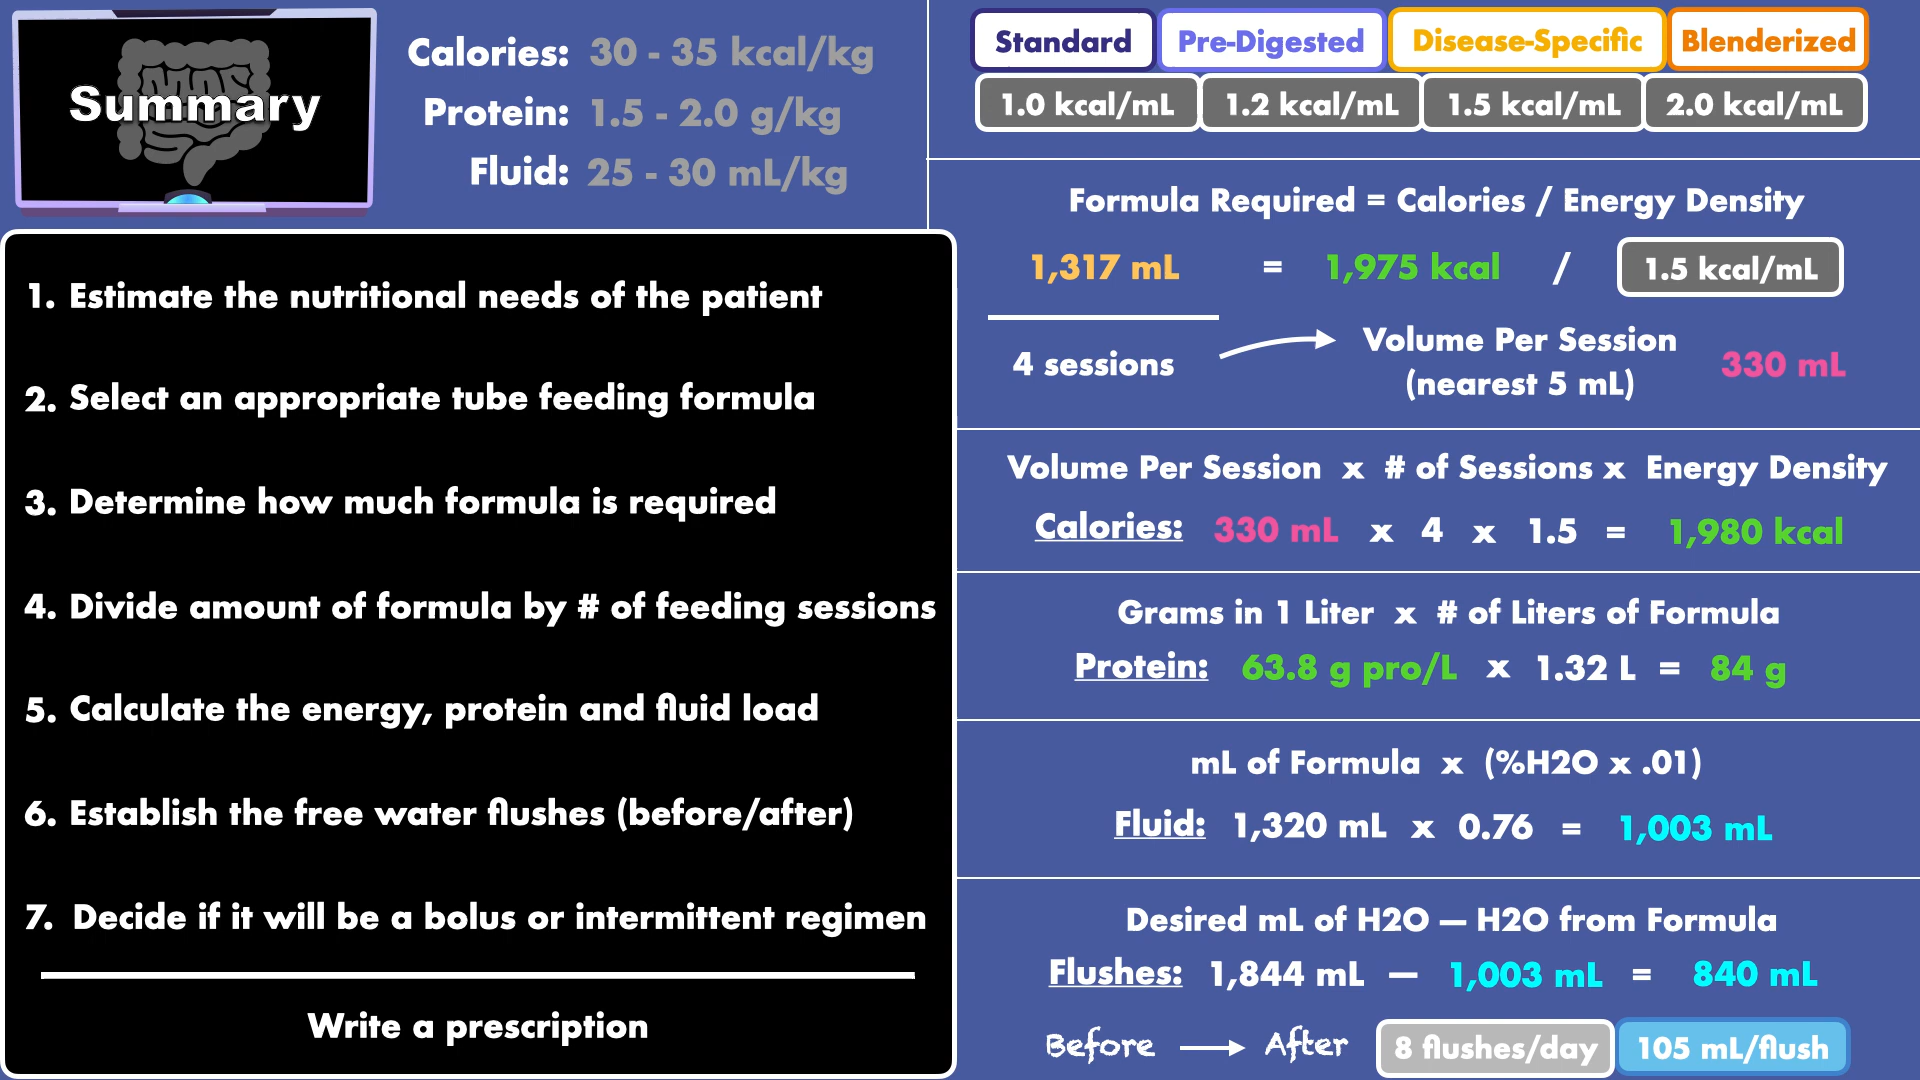 Summary
Calories: 30 - 35 kcal/kg
Protein: 1.5 - 2.0 g/kg
Fluid: 25 - 30 mL/kg
1. Estimate the nutritional needs of the patient
2. Select an appropriate tube feeding formula
3. Determine how much formula is required
4. Divide amount of formula by # of feeding sessions
5. Calculate the energy, protein and fluid load
6. Establish the free water flushes (before/after)
7. Decide if it will be a bolus or intermittent regimen
Write a prescription
Standard Pre-Digested Disease-Specific Blenderized
1.0 kcal/mL 1.2 kcal/mL 1.5 kcal/mL 2.0 kcal/mL
Formula Required = Calories / Energy Density
1,317 mL = 1,975 kcal / 1.5 kcal/mL
4 sessions
Volume Per Session
(nearest 5 mL)
330 mL
Volume Per Session x # of Sessions x Energy Density
Calories: 330 mL x 4 x 1.5 = 1,980 kcal
Grams in 1 Liter x # of Liters of Formula
Protein: 63.8 g pro/L x 1.32 L = 84 g
mL of Formula x (%H2O x .01)
Fluid: 1,320 mL x 0.76 = 1,003 mL
Desired mL of H2O — H2O from Formula
Flushes: 1,844 mL — 1,003 mL = 840 mL
Before After 8 flushes/day 105 mL/flush